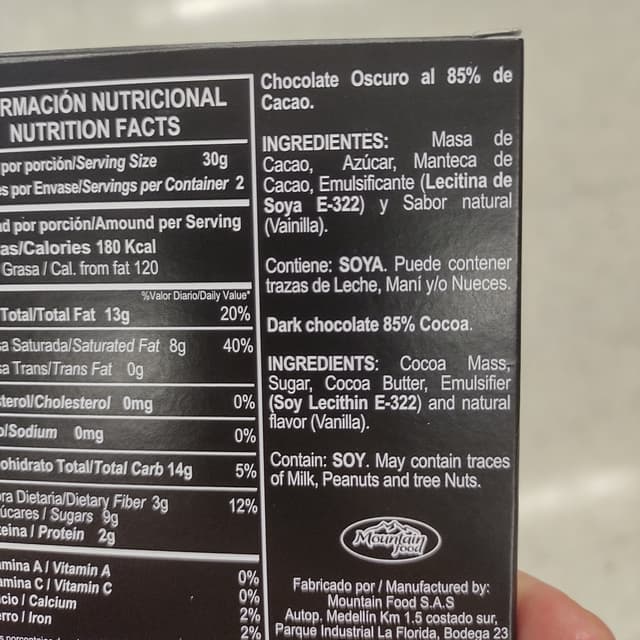 RMACIÓN NUTRICIONAL
NUTRITION FACTS
por porción/Serving Size 30g
s por Envase/Servings per Container 2
d por porción/Amound per Serving
as/Calories 180 Kcal
Grasa / Cal. from fat 120
%Valor Diario/Daily Value*
Total/Total Fat 13g 20%
a Saturada/Saturated Fat 8g 40%
sa Trans/Trans Fat 0g
sterol/Cholesterol 0mg 0%
o/Sodium 0mg 0%
ohidrato Total/Total Carb 14g 5%
ra Dietaria/Dietary Fiber 3g 12%
úcares / Sugars 9g
teina / Protein 2g
amina A / Vitamin A 0%
amina C / Vitamin C 0%
cio / Calcium 2%
erro / Iron 2%
Chocolate Oscuro al 85% de
Cacao.
INGREDIENTES: Masa de
Cacao, Azúcar, Manteca de
Cacao, Emulsificante (Lecitina de
Soya E-322) y Sabor natural
(Vainilla).
Contiene: SOYA. Puede contener
trazas de Leche, Maní y/o Nueces.
Dark chocolate 85% Cocoa.
INGREDIENTS: Cocoa Mass,
Sugar, Cocoa Butter, Emulsifier
(Soy Lecithin E-322) and natural
flavor (Vanilla).
Contain: SOY. May contain traces
of Milk, Peanuts and tree Nuts.
Mountain
food
Fabricado por / Manufactured by:
Mountain Food S.A.S
Autop. Medellín Km 1.5 costado sur,
Parque Industrial La Florida, Bodega 23